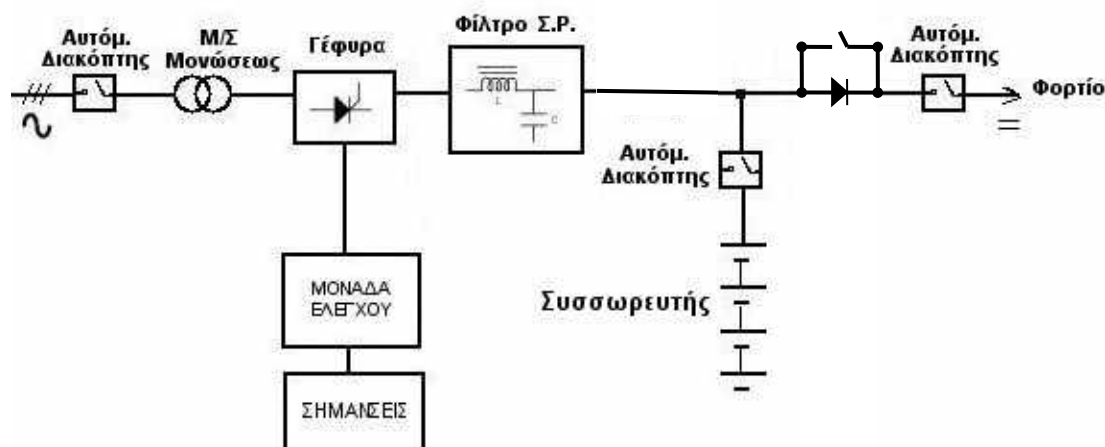 Αυτόμ.
Διακόπτης
Μ/Σ
Μονώσεως
Γέφυρα
Φίλτρο Σ.Ρ.
L
C
Αυτόμ.
Διακόπτης
Φορτίο
Αυτόμ.
Διακόπτης
Συσσωρευτής
ΜΟΝΑΔΑ
ΕΛΕΓΧΟΥ
ΣΗΜΑΝΣΕΙΣ